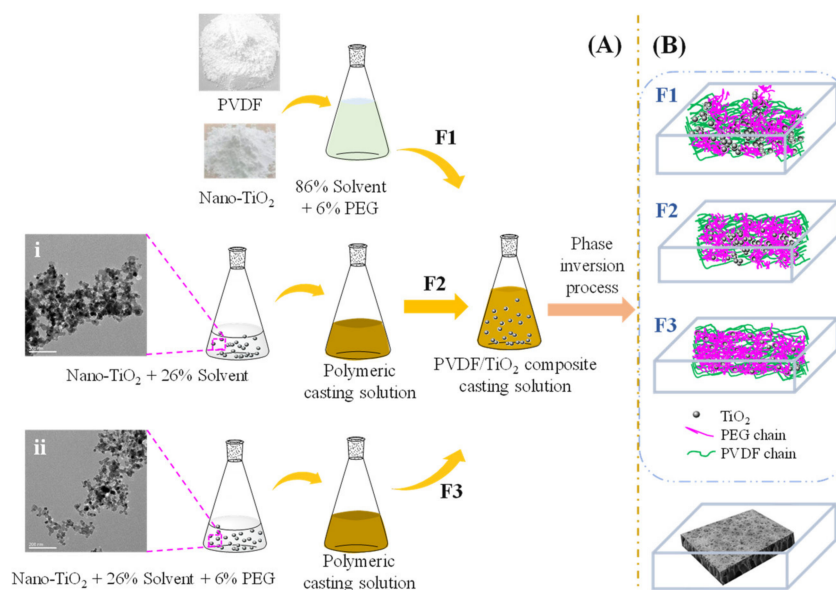 (A)
(B)
PVDF
Nano-TiO₂
86% Solvent
+ 6% PEG
F1
i
Nano-TiO₂ + 26% Solvent
Polymeric
casting solution
F2
PVDF/TiO₂ composite
casting solution
Phase
inversion
process
ii
Nano-TiO₂ + 26% Solvent + 6% PEG
Polymeric
casting solution
F3
F1
F2
F3
TiO₂
PEG chain
PVDF chain